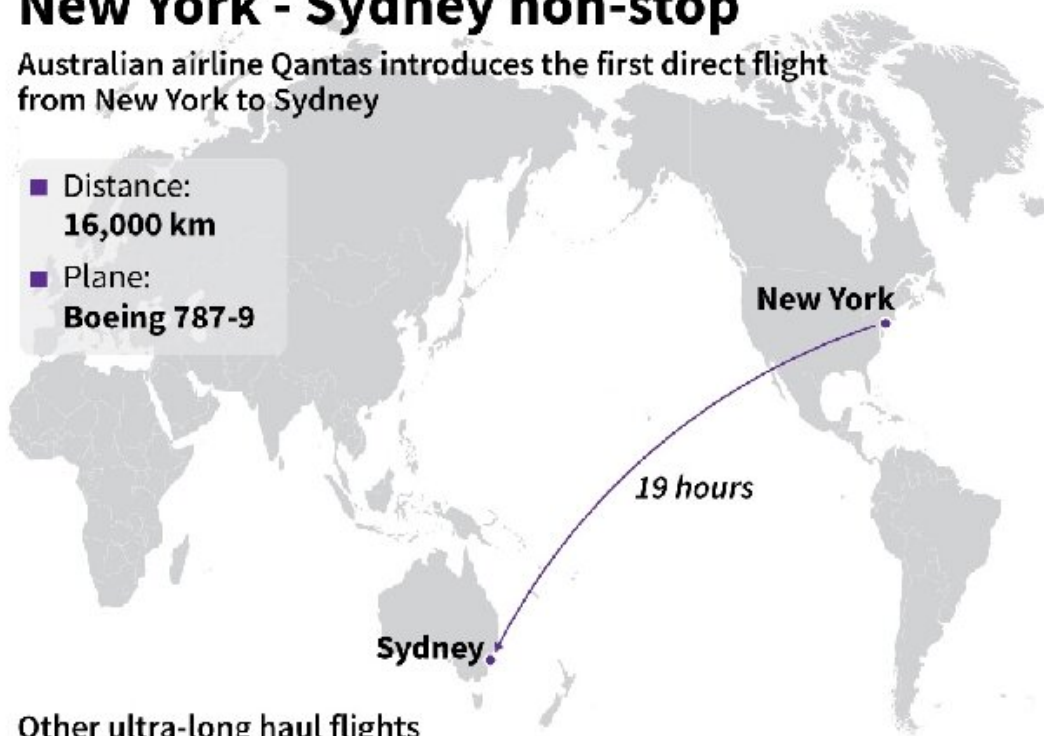 New York - Sydney non-stop
Australian airline Qantas introduces the first direct flight
from New York to Sydney
Distance:
16,000 km
Plane:
Boeing 787-9
New York
19 hours
Sydney
Other ultra-long haul flights